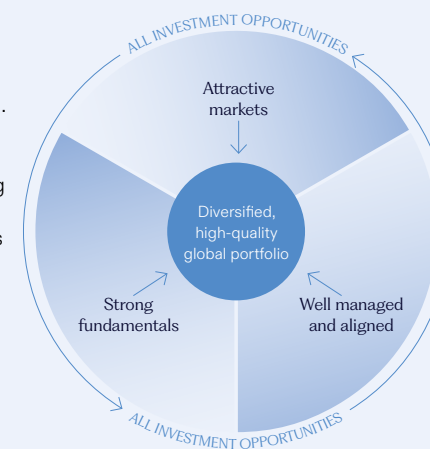 ALL INVESTMENT OPPORTUNITIES
Attractive
markets
Diversified,
high-quality
global portfolio
Strong
fundamentals
Well managed
and aligned
ALL INVESTMENT OPPORTUNITIES